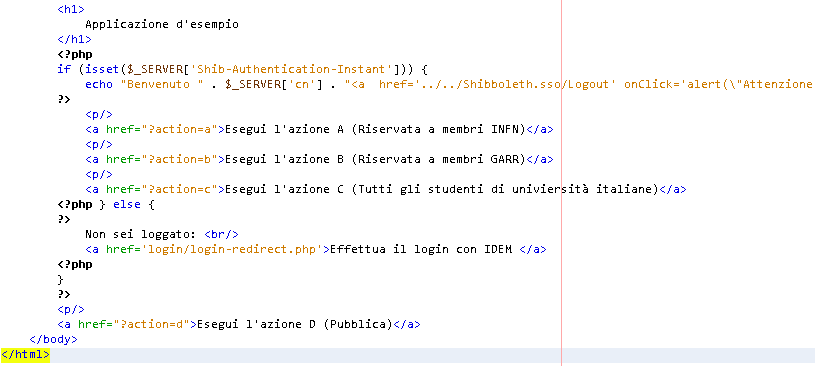 <h1>
Applicazione d'esempio
</h1>
<?php
if (isset($_SERVER['Shib-Authentication-Instant'])) {
echo "Benvenuto " . $_SERVER['cn'] . "<a  href='../../Shibboleth.sso/Logout' onClick='alert(\"Attenzione
?>
<p/>
<a href="?action=a">Esegui l'azione A (Riservata a membri INFN)</a>
<p/>
<a href="?action=b">Esegui l'azione B (Riservata a membri GARR)</a>
<p/>
<a href="?action=c">Esegui l'azione C (Tutti gli studenti di univiersità italiane)</a>
<?php } else {
?>
Non sei loggato: <br/>
<a href='login/login-redirect.php'>Effettua il login con IDEM </a>
<?php
}
?>
<p/>
<a href="?action=d">Esegui l'azione D (Pubblica)</a>
</body>
</html>